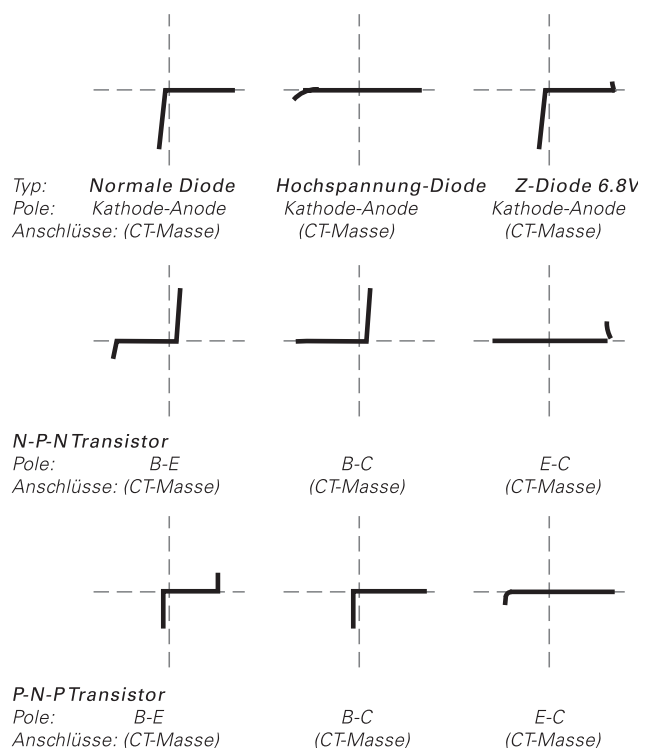 Typ: Normale Diode Hochspannung-Diode Z-Diode 6.8V
Pole: Kathode-Anode Kathode-Anode Kathode-Anode
Anschlüsse: (CT-Masse) (CT-Masse) (CT-Masse)
N-P-N Transistor
Pole: B-E B-C E-C
Anschlüsse: (CT-Masse) (CT-Masse) (CT-Masse)
P-N-P Transistor
Pole: B-E B-C E-C
Anschlüsse: (CT-Masse) (CT-Masse) (CT-Masse)